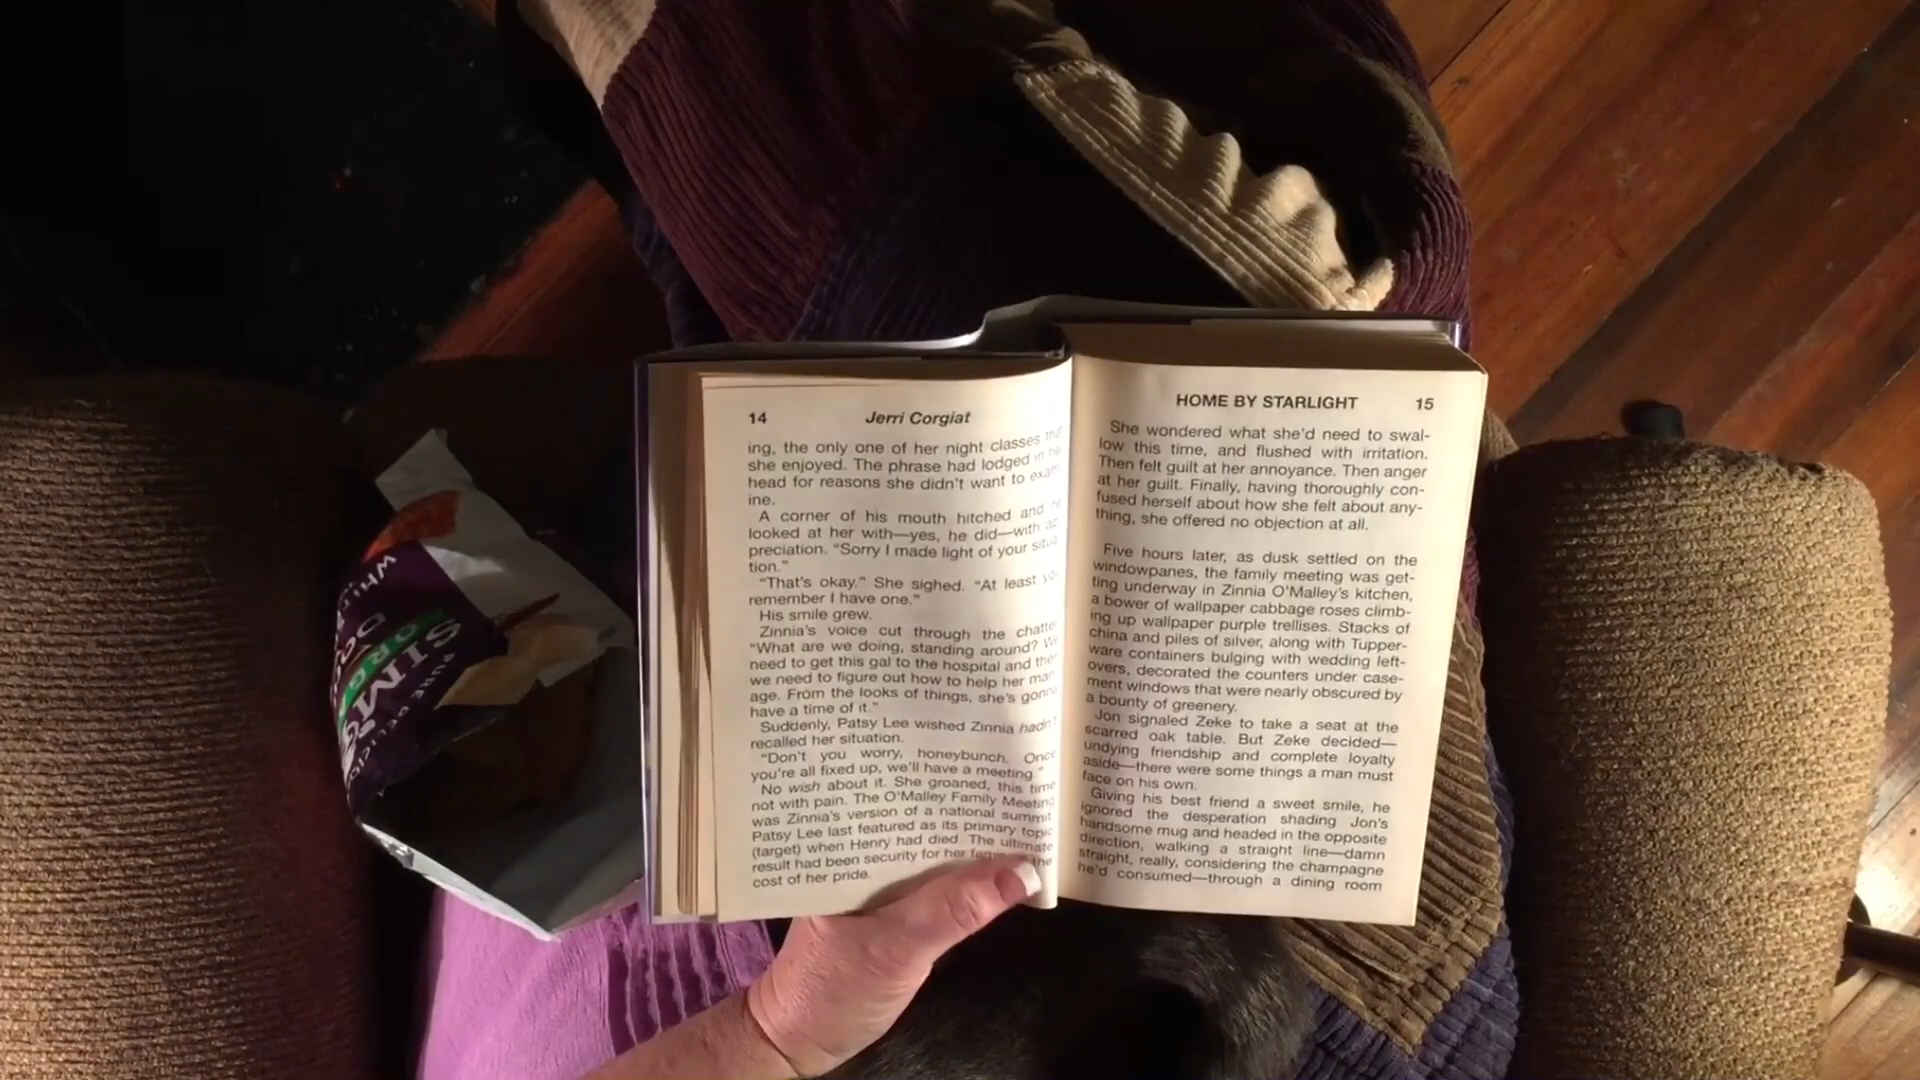 14 Jerri Corgiat
ing, the only one of her night classes
she enjoyed. The phrase had lodged in
head for reasons she didn't want to exam-
ine.
A corner of his mouth hitched and he
looked at her with—yes, he did—with ap-
preciation. "Sorry I made light of your situa-
tion."
"That's okay." She sighed. "At least you
remember I have one."
His smile grew.
Zinnia's voice cut through the chatter.
"What are we doing, standing around? We
need to get this gal to the hospital and then
we need to figure out how to help her man-
age. From the looks of things, she's gonna
have a time of it."
Suddenly, Patsy Lee wished Zinnia hadn't
recalled her situation.
"Don't you worry, honeybunch. Once
you're all fixed up, we'll have a meeting."
No wish about it. She groaned, this time
not with pain. The O'Malley Family Meeting
was Zinnia's version of a national summit.
Patsy Lee last featured as its primary topic
(target) when Henry had died. The ultimate
result had been security for her the
cost of her pride.
HOME BY STARLIGHT 15
She wondered what she'd need to swal-
low this time, and flushed with irritation.
Then felt guilt at her annoyance. Then anger
at her guilt. Finally, having thoroughly con-
fused herself about how she felt about any-
thing, she offered no objection at all.
Five hours later, as dusk settled on the
windowpanes, the family meeting was get-
ting underway in Zinnia O'Malley's kitchen,
a bower of wallpaper cabbage roses climb-
ing up wallpaper purple trellises. Stacks of
china and piles of silver, along with Tupper-
ware containers bulging with wedding left-
overs, decorated the counters under case-
ment windows that were nearly obscured by
a bounty of greenery.
Jon signaled Zeke to take a seat at the
scarred oak table. But Zeke decided—
undying friendship and complete loyalty
aside—there were some things a man must
face on his own.
Giving his best friend a sweet smile, he
ignored the desperation shading Jon's
handsome mug and headed in the opposite
direction, walking a straight line—damn
straight, really, considering the champagne
he'd consumed—through a dining room